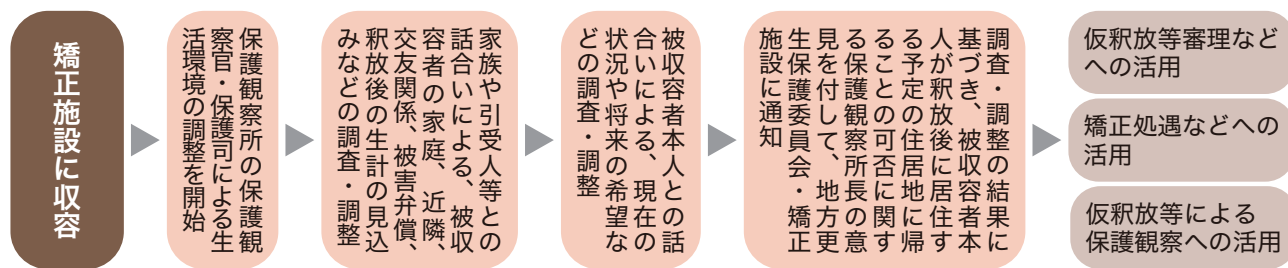 矯正施設に収容
保護観察所の保護観
察官・保護司による生
活環境の調整を開始
家族や引受人等との
話合いによる、被収
容者の家庭、近隣、
交友関係、被害弁償、
釈放後の生計の見込
みなどの調査・調整
被収容者本人との話
合いによる、現在の
状況や将来の希望な
どの調査・調整
調査・調整の結果に
基づき、被収容者本
人が釈放後に居住す
る予定の住居地に帰
ることの可否に関す
る保護観察所長の意
見を付して、地方更
生保護委員会・矯正
施設に通知
仮釈放等審理など
への活用
矯正処遇などへの
活用
仮釈放等による
保護観察への活用